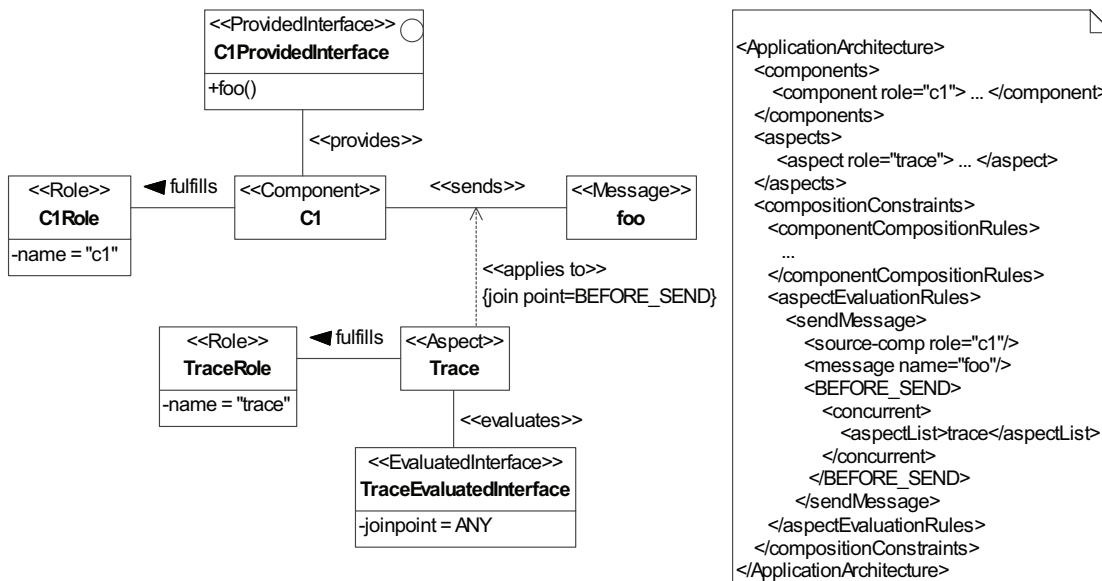 <<ProvidedInterface>>
C1ProvidedInterface
+foo()
<<provides>>
<<Role>>
C1Role
-name = "c1"
fulfills
<<Component>>
C1
<<sends>>
<<Message>>
foo
<<applies to>>
{join point=BEFORE_SEND}
<<Role>>
TraceRole
-name = "trace"
fulfills
<<Aspect>>
Trace
<<evaluates>>
<<EvaluatedInterface>>
TraceEvaluatedInterface
-joinpoint = ANY
<ApplicationArchitecture>
<components>
<component role="c1"> ... </component>
</components>
<aspects>
<aspect role="trace"> ... </aspect>
</aspects>
<compositionConstraints>
<componentCompositionRules>
...
</componentCompositionRules>
<aspectEvaluationRules>
<sendMessage>
<source-comp role="c1"/>
<message name="foo"/>
<BEFORE_SEND>
<concurrent>
<aspectList>trace</aspectList>
</concurrent>
</BEFORE_SEND>
</sendMessage>
</aspectEvaluationRules>
</compositionConstraints>
</ApplicationArchitecture>